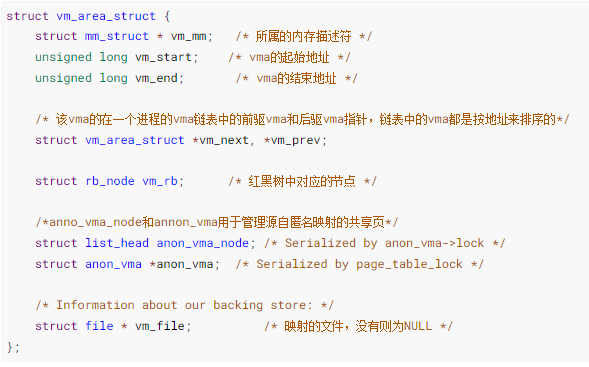 struct vm_area_struct {
struct mm_struct * vm_mm; /* 所属的内存描述符 */
unsigned long vm_start; /* vma的起始地址 */
unsigned long vm_end; /* vma的结束地址 */
/* 该vma的在一个进程的vma链表中的前驱vma和后驱vma指针，链表中的vma都是按地址来排序的*/
struct vm_area_struct *vm_next, *vm_prev;
struct rb_node vm_rb; /* 红黑树中对应的节点 */
/*anno_vma_node和annon_vma用于管理源自匿名映射的共享页*/
struct list_head anon_vma_node; /* Serialized by anon_vma->lock */
struct anon_vma *anon_vma; /* Serialized by page_table_lock */
/* Information about our backing store: */
struct file * vm_file; /* 映射的文件，没有则为NULL */
};